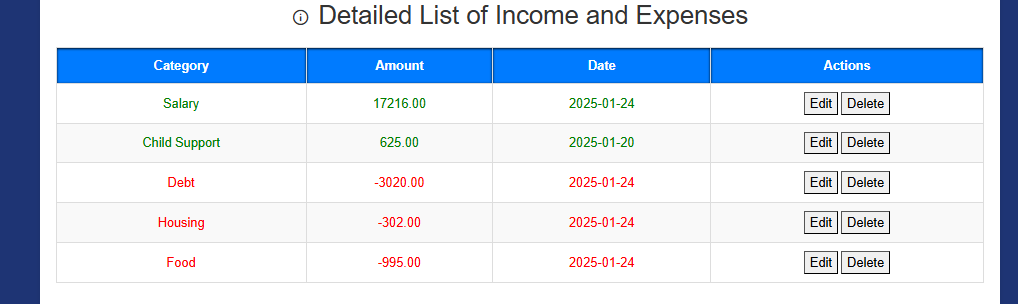 Detailed List of Income and Expenses
Category Amount Date Actions
Salary 17216.00 2025-01-24 Edit Delete
Child Support 625.00 2025-01-20 Edit Delete
Debt -3020.00 2025-01-24 Edit Delete
Housing -302.00 2025-01-24 Edit Delete
Food -995.00 2025-01-24 Edit Delete